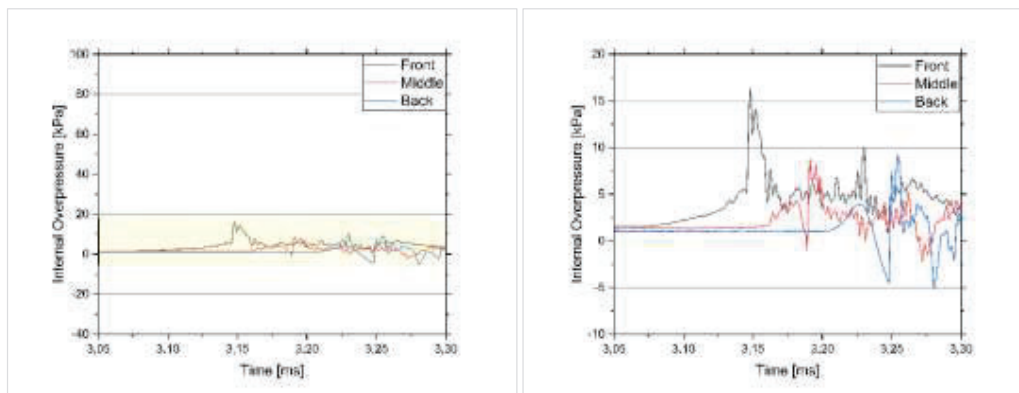 100
80
60
40
20
0
-20
-40
Internal Overpressure [kPa]
3,05
3,10
3,15
3,20
3,25
3,30
Time [ms]
Front
Middle
Back
20
15
10
5
0
-5
-10
Internal Overpressure [kPa]
3,05
3,10
3,15
3,20
3,25
3,30
Time [ms]
Front
Middle
Back